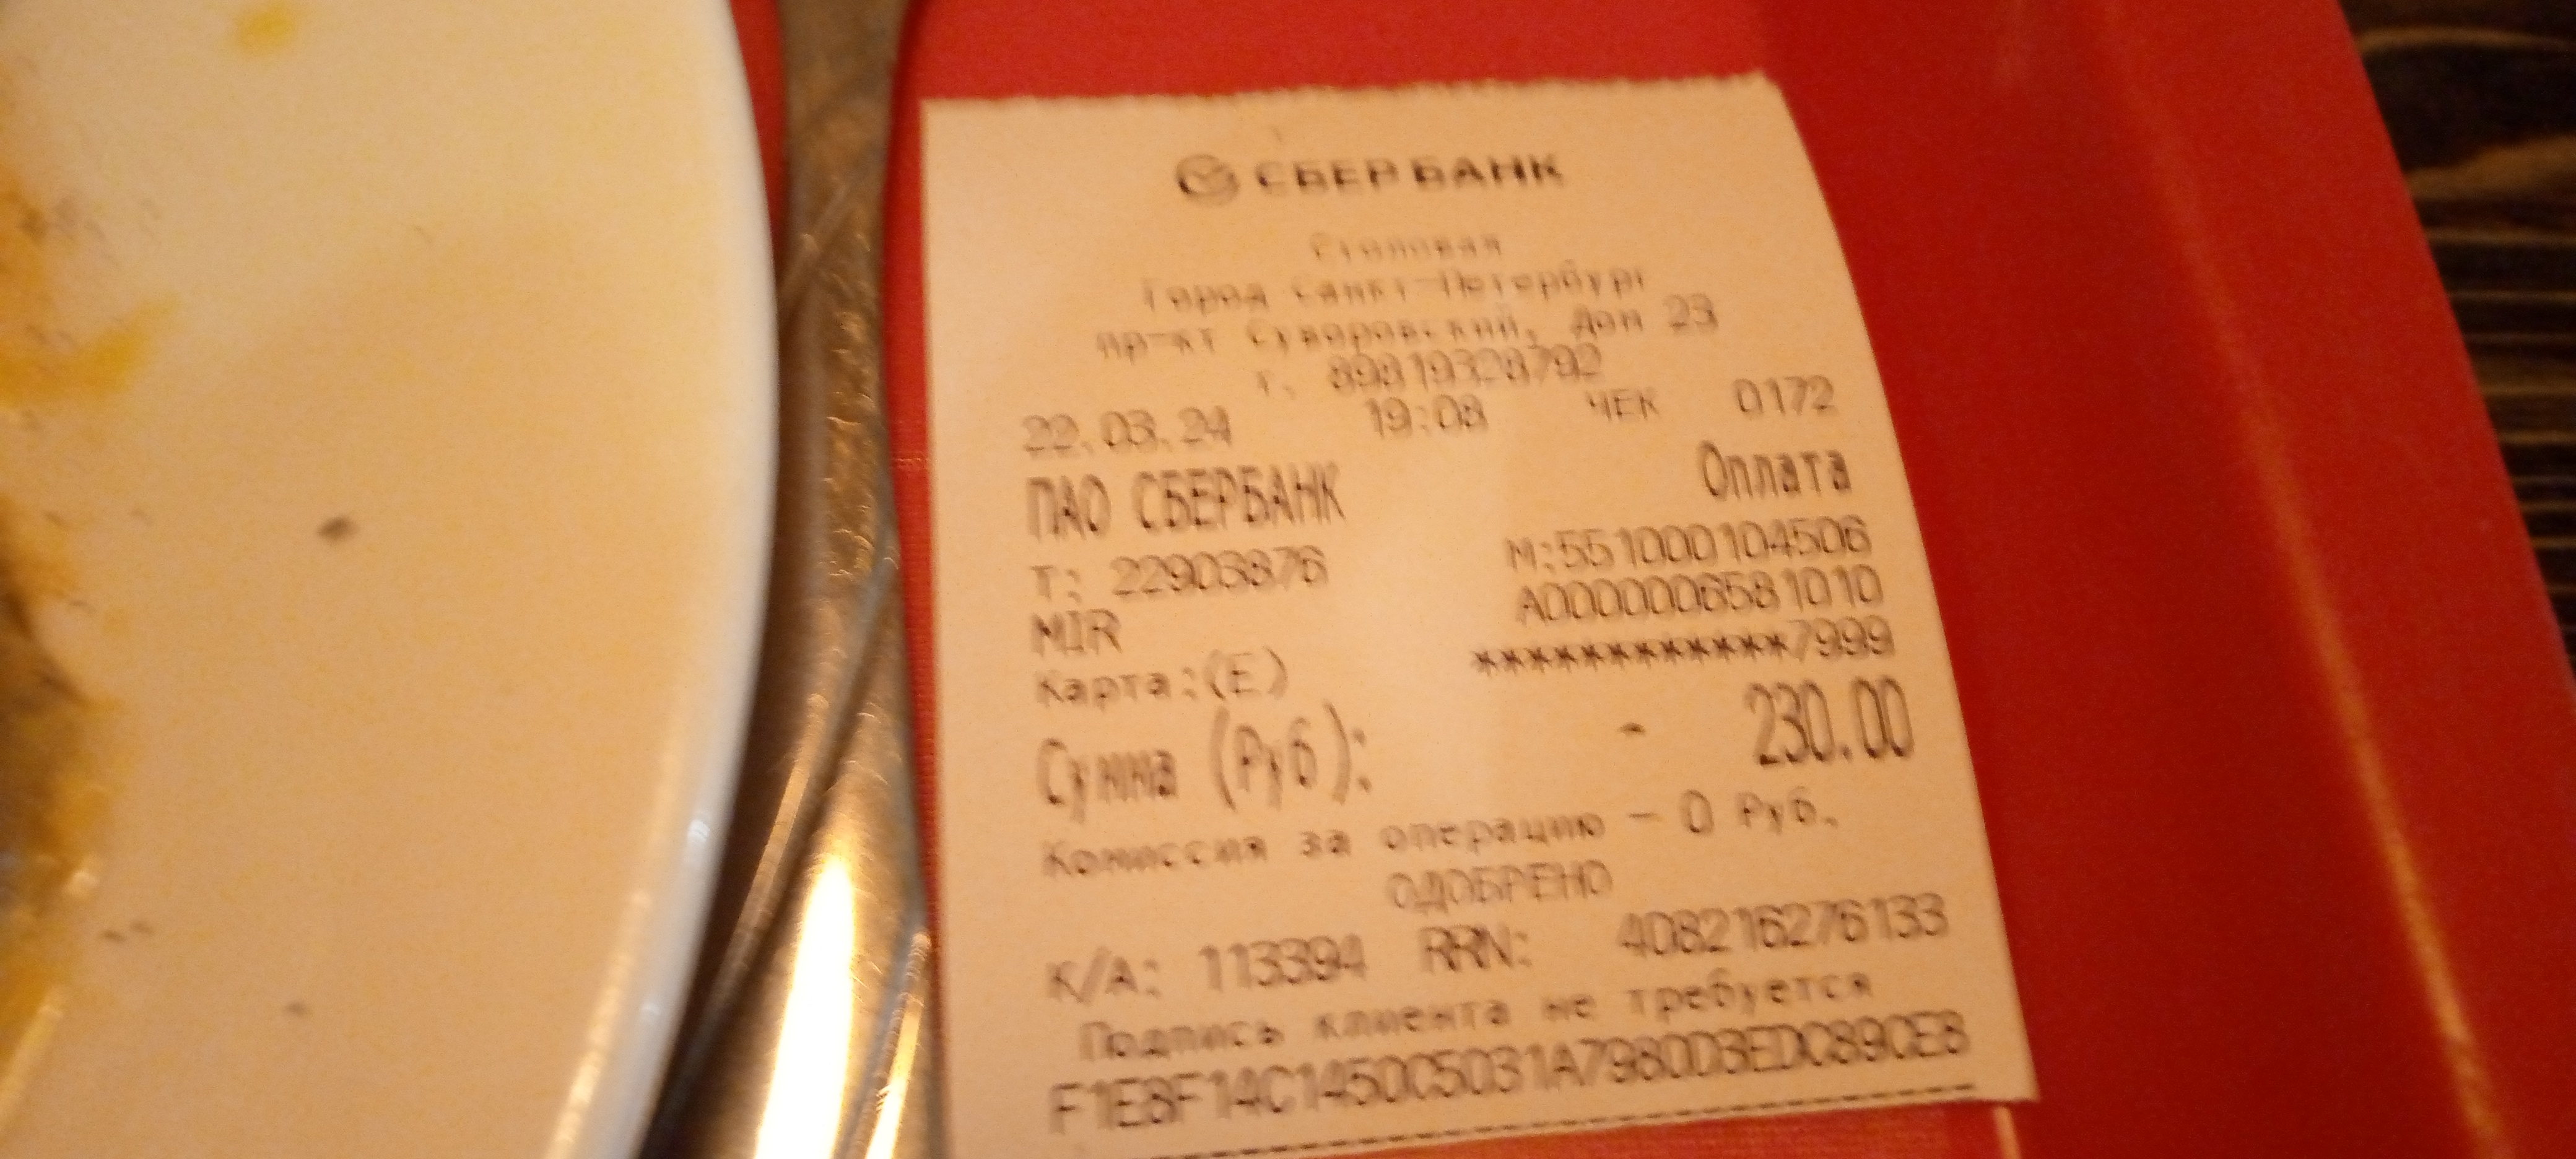 СБЕРБАНК
Столовая
Город Санкт-Петербург
пр-кт Суворовский, дом 23
т. 89819328792
22.03.24 19:08 ЧЕК 0172
ПАО СБЕРБАНК Оплата
Т: 22903876 М:551000104506
MIR A0000006581010
Карта:(E) ************7999
Сумма (Руб): 230.00
Комиссия за операцию - 0 Руб.
ОДОБРЕНО
К/А: 113394 RRN: 408216276133
Подпись клиента не требуется
F1E8F14C1450C5031A7980D3EDC89CE8